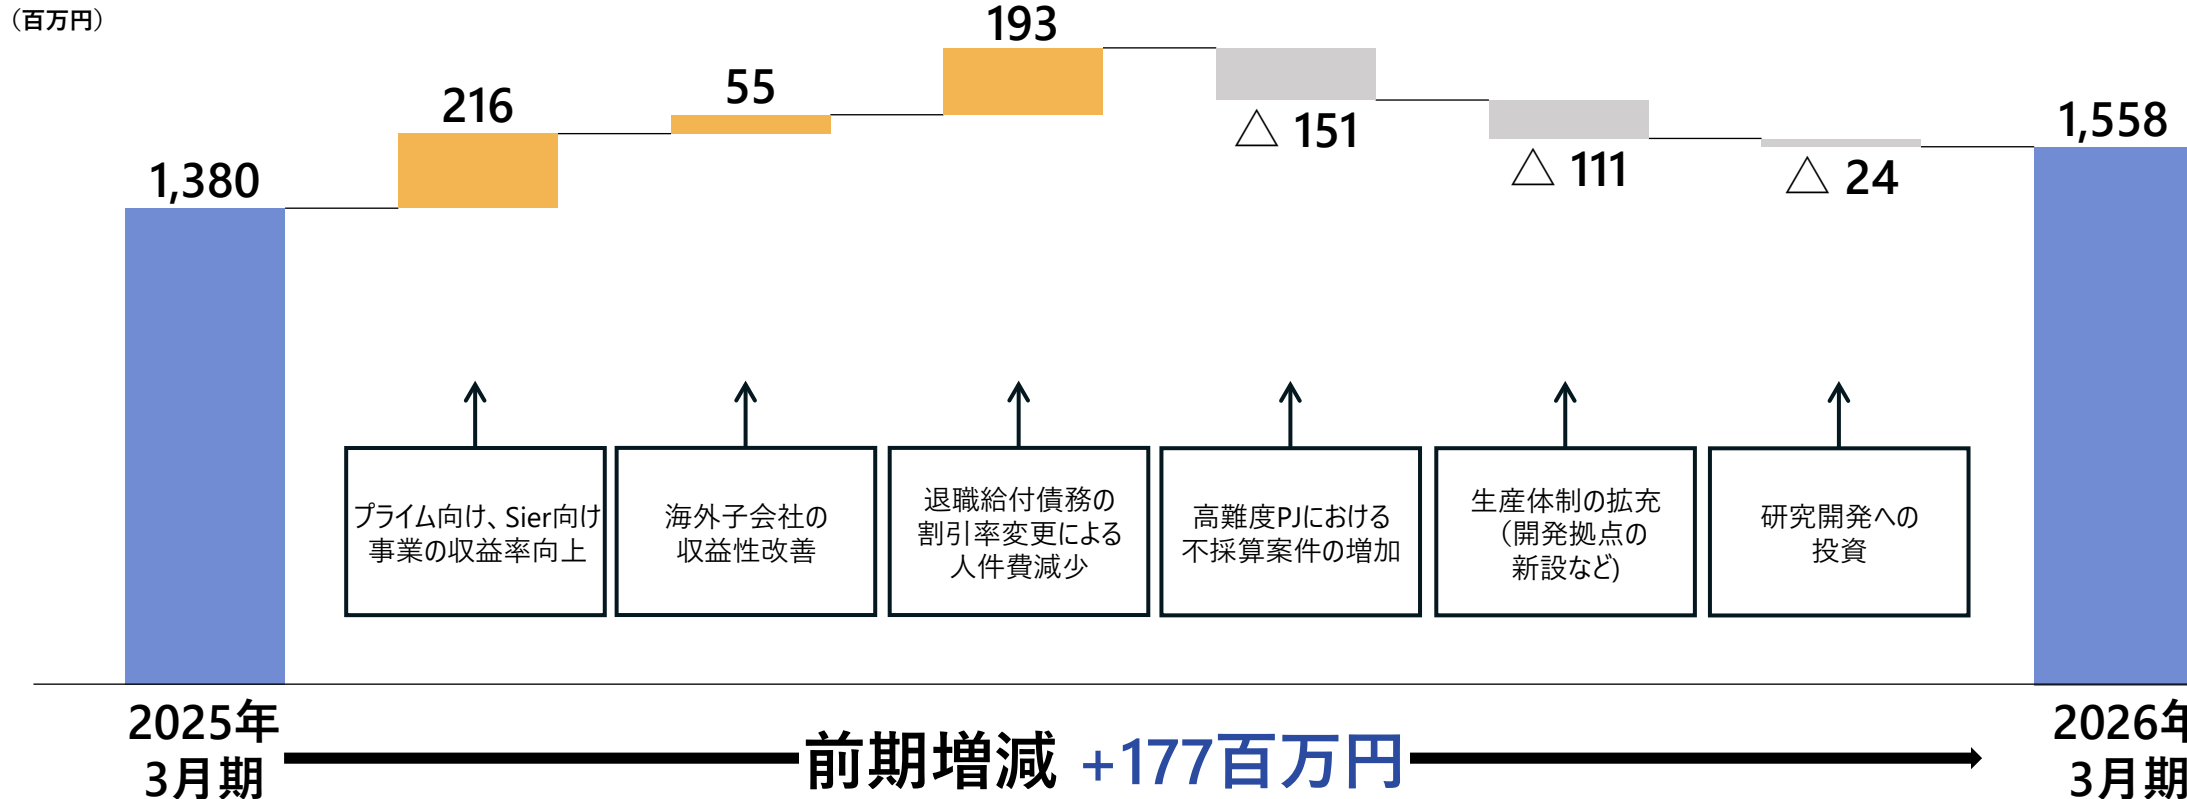 （百万円）
193
216
55
1,380
△ 151
△ 111
△ 24
1,558
プライム向け、Sier向け
事業の収益率向上
海外子会社の
収益性改善
退職給付債務の
割引率変更による
人件費減少
高難度PJにおける
不採算案件の増加
生産体制の拡充
（開発拠点の
新設など)
研究開発への
投資
2025年
3月期
前期増減 +177百万円
2026年
3月期